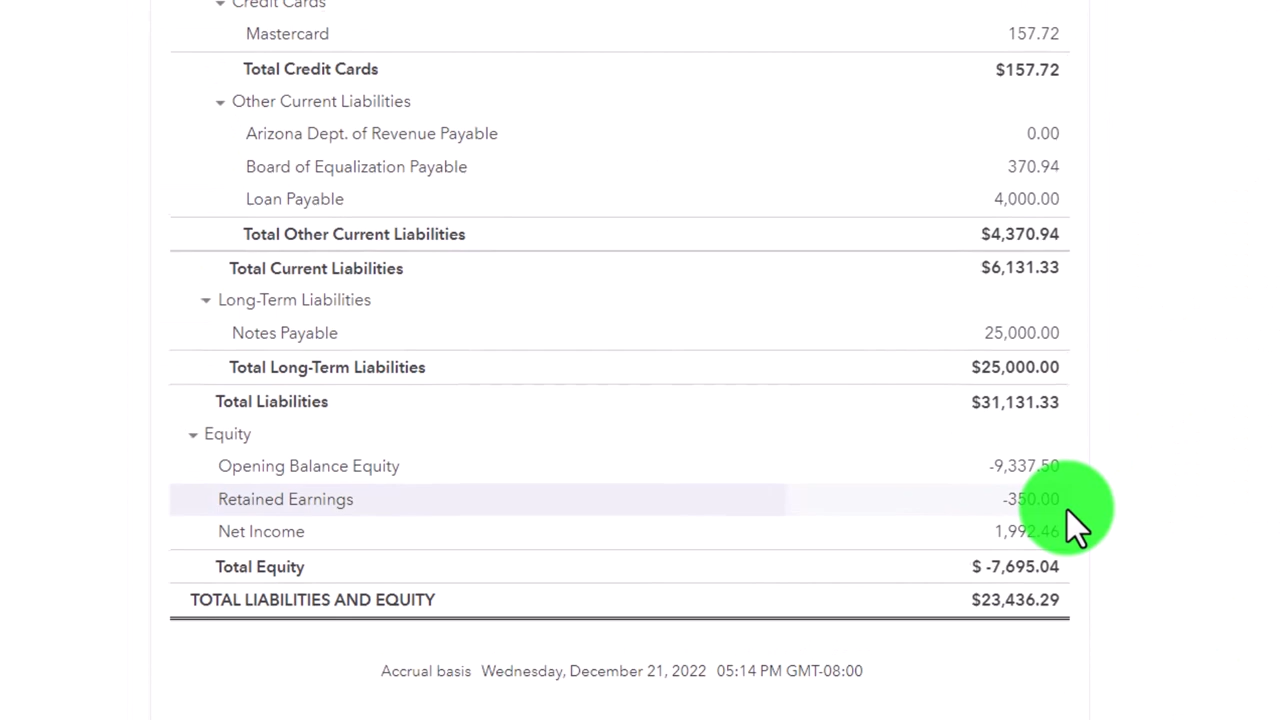 Credit Cards
Mastercard 157.72
Total Credit Cards $157.72
Other Current Liabilities
Arizona Dept. of Revenue Payable 0.00
Board of Equalization Payable 370.94
Loan Payable 4,000.00
Total Other Current Liabilities $4,370.94
Total Current Liabilities $6,131.33
Long-Term Liabilities
Notes Payable 25,000.00
Total Long-Term Liabilities $25,000.00
Total Liabilities $31,131.33
Equity
Opening Balance Equity -9,337.50
Retained Earnings -350.00
Net Income 1,992.46
Total Equity $ -7,695.04
TOTAL LIABILITIES AND EQUITY $23,436.29
Accrual basis Wednesday, December 21, 2022 05:14 PM GMT-08:00